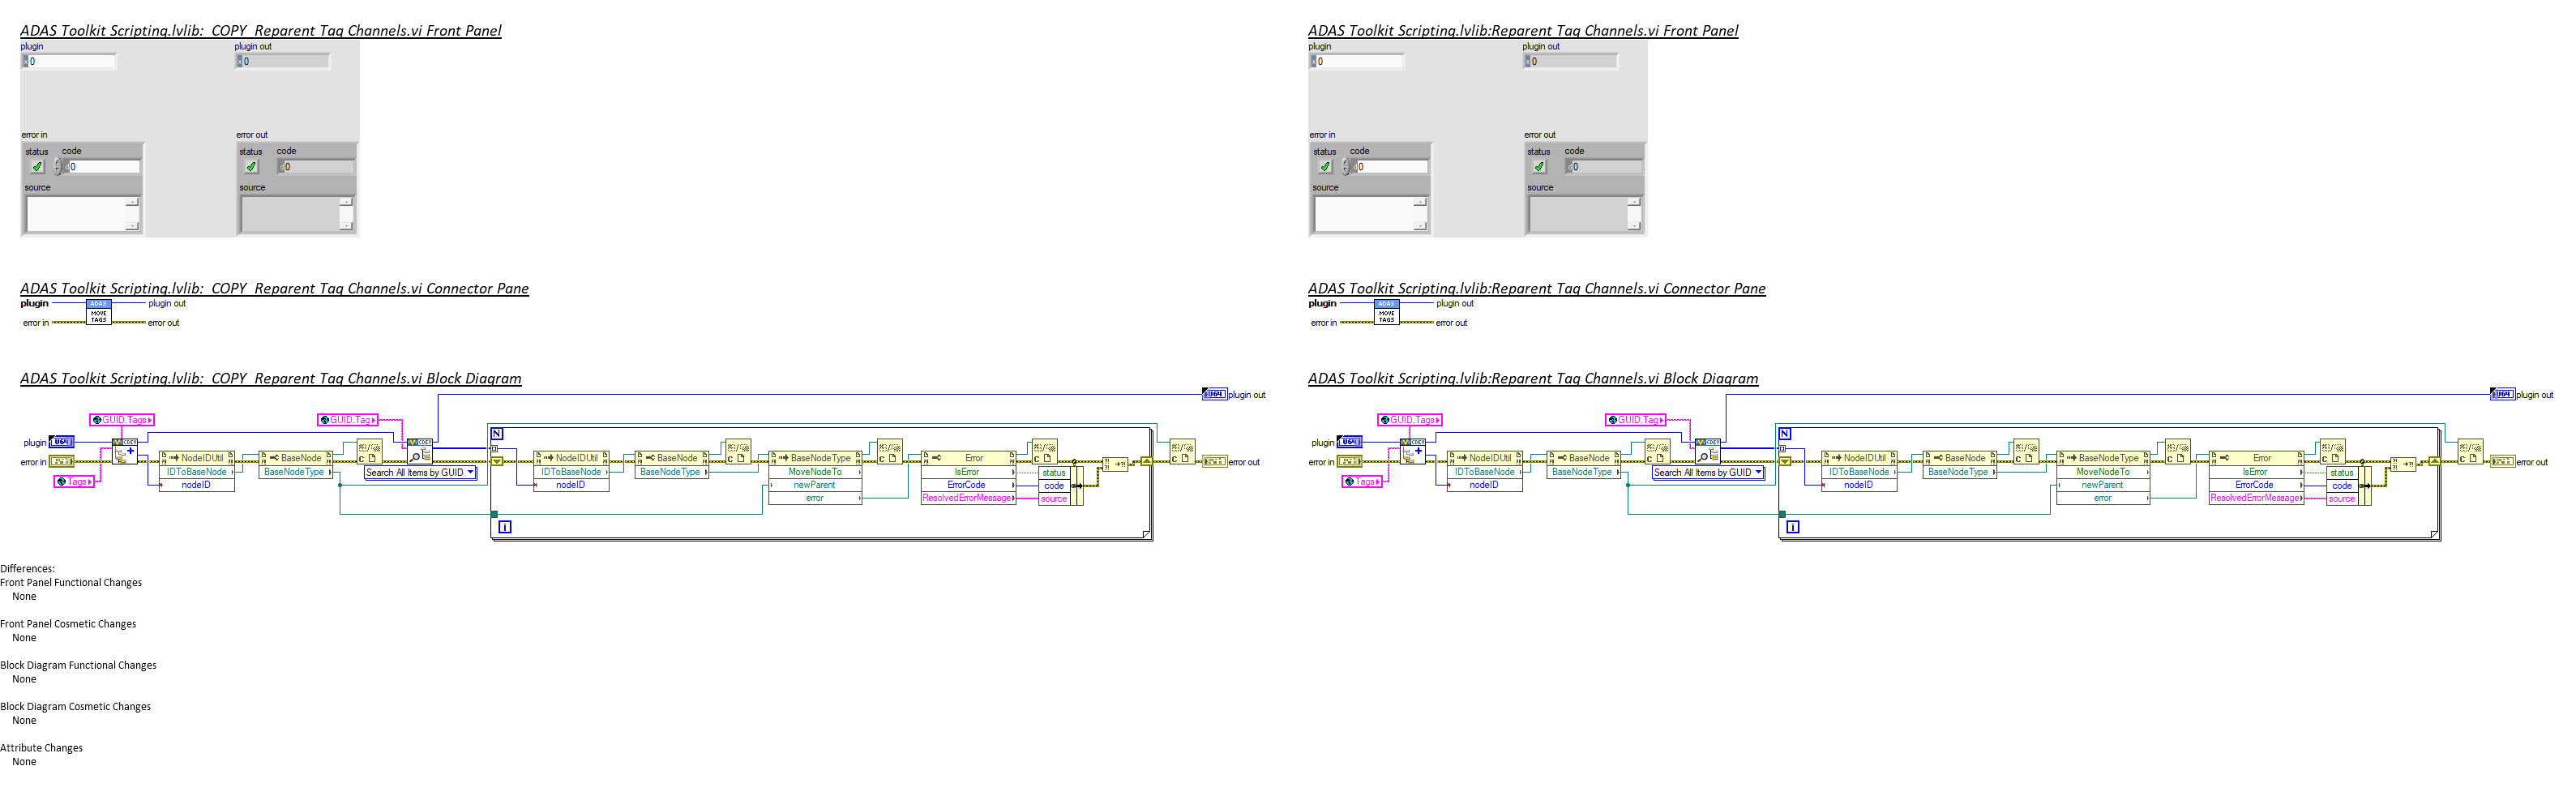 ADAS Toolkit Scripting.lvlib:_COPY_Reparent Tag Channels.vi Front Panel
plugin
plugin out
0
0
error in
error out
status code
status code
0
0
source
source
ADAS Toolkit Scripting.lvlib:_COPY_Reparent Tag Channels.vi Connector Pane
plugin
ADAS
MOVE
TAGS
plugin out
error in
error out
ADAS Toolkit Scripting.lvlib:_COPY_Reparent Tag Channels.vi Block Diagram
plugin out
GUID.Tags
GUID.Tag
plugin
U64
error in
Tags
NodeIDUtil
IDToBaseNode
nodeID
BaseNode
BaseNodeType
Search All Items by GUID
N
NodeIDUtil
IDToBaseNode
nodeID
BaseNode
BaseNodeType
BaseNodeType
MoveNodeTo
newParent
error
Error
IsError
ErrorCode
ResolvedErrorMessage
status
code
source
error out
i
Differences:
Front Panel Functional Changes
None
Front Panel Cosmetic Changes
None
Block Diagram Functional Changes
None
Block Diagram Cosmetic Changes
None
Attribute Changes
None
ADAS Toolkit Scripting.lvlib:Reparent Tag Channels.vi Front Panel
plugin
plugin out
0
0
error in
error out
status code
status code
0
0
source
source
ADAS Toolkit Scripting.lvlib:Reparent Tag Channels.vi Connector Pane
plugin
ADAS
MOVE
TAGS
plugin out
error in
error out
ADAS Toolkit Scripting.lvlib:Reparent Tag Channels.vi Block Diagram
plugin out
GUID.Tags
GUID.Tag
plugin
U64
error in
Tags
NodeIDUtil
IDToBaseNode
nodeID
BaseNode
BaseNodeType
Search All Items by GUID
N
NodeIDUtil
IDToBaseNode
nodeID
BaseNode
BaseNodeType
BaseNodeType
MoveNodeTo
newParent
error
Error
IsError
ErrorCode
ResolvedErrorMessage
status
code
source
error out
i